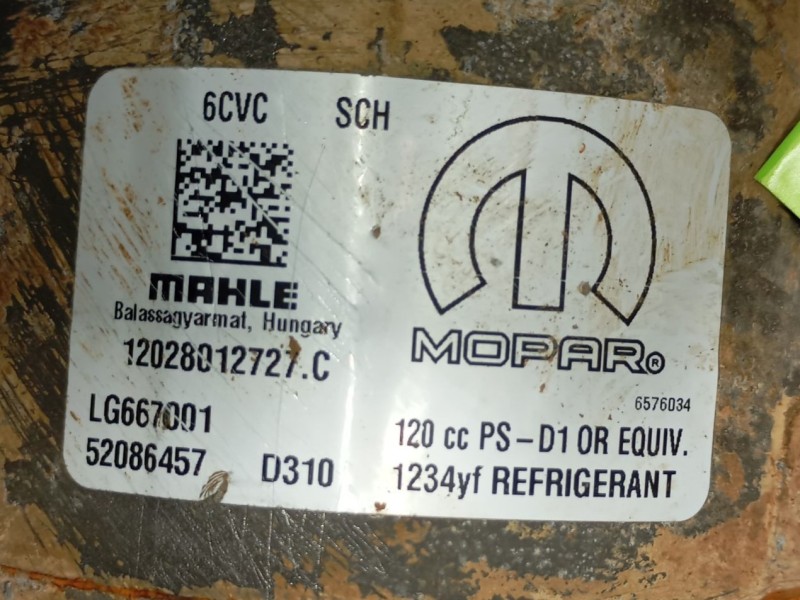 6CVC SCH
MAHLE
Balassagyarmat, Hungary
12028012727.C
LG667001
52086457 D310
MOPAR®
6576034
120 cc PS-D1 OR EQUIV.
1234yf REFRIGERANT